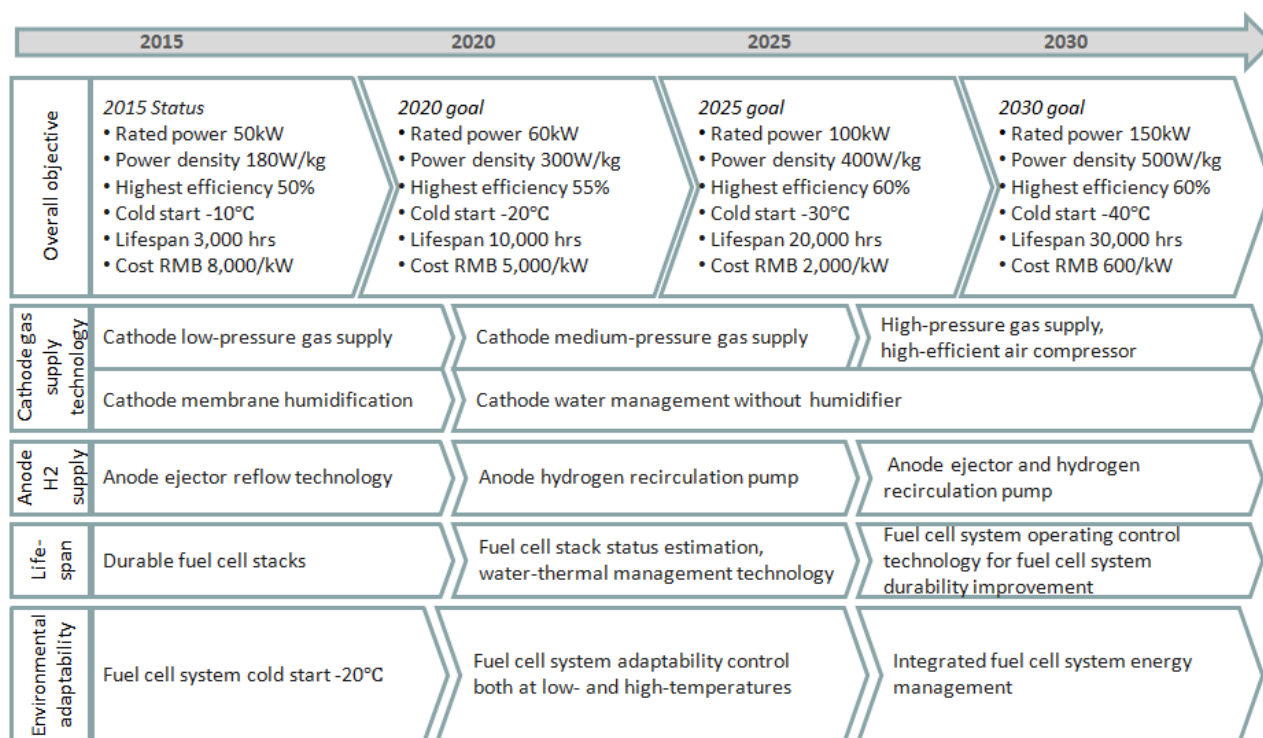 2015 2020 2025 2030
Overall objective
2015 Status
• Rated power 50kW
• Power density 180W/kg
• Highest efficiency 50%
• Cold start -10℃
• Lifespan 3,000 hrs
• Cost RMB 8,000/kW
2020 goal
• Rated power 60kW
• Power density 300W/kg
• Highest efficiency 55%
• Cold start -20℃
• Lifespan 10,000 hrs
• Cost RMB 5,000/kW
2025 goal
• Rated power 100kW
• Power density 400W/kg
• Highest efficiency 60%
• Cold start -30℃
• Lifespan 20,000 hrs
• Cost RMB 2,000/kW
2030 goal
• Rated power 150kW
• Power density 500W/kg
• Highest efficiency 60%
• Cold start -40℃
• Lifespan 30,000 hrs
• Cost RMB 600/kW
Cathode gas
supply
technology
Cathode low-pressure gas supply
Cathode medium-pressure gas supply
High-pressure gas supply,
high-efficient air compressor
Cathode membrane humidification
Cathode water management without humidifier
Anode
H2
supply
Anode ejector reflow technology
Anode hydrogen recirculation pump
Anode ejector and hydrogen
recirculation pump
Life-
span
Durable fuel cell stacks
Fuel cell stack status estimation,
water-thermal management technology
Fuel cell system operating control
technology for fuel cell system
durability improvement
Environmental
adaptability
Fuel cell system cold start -20℃
Fuel cell system adaptability control
both at low- and high-temperatures
Integrated fuel cell system energy
management